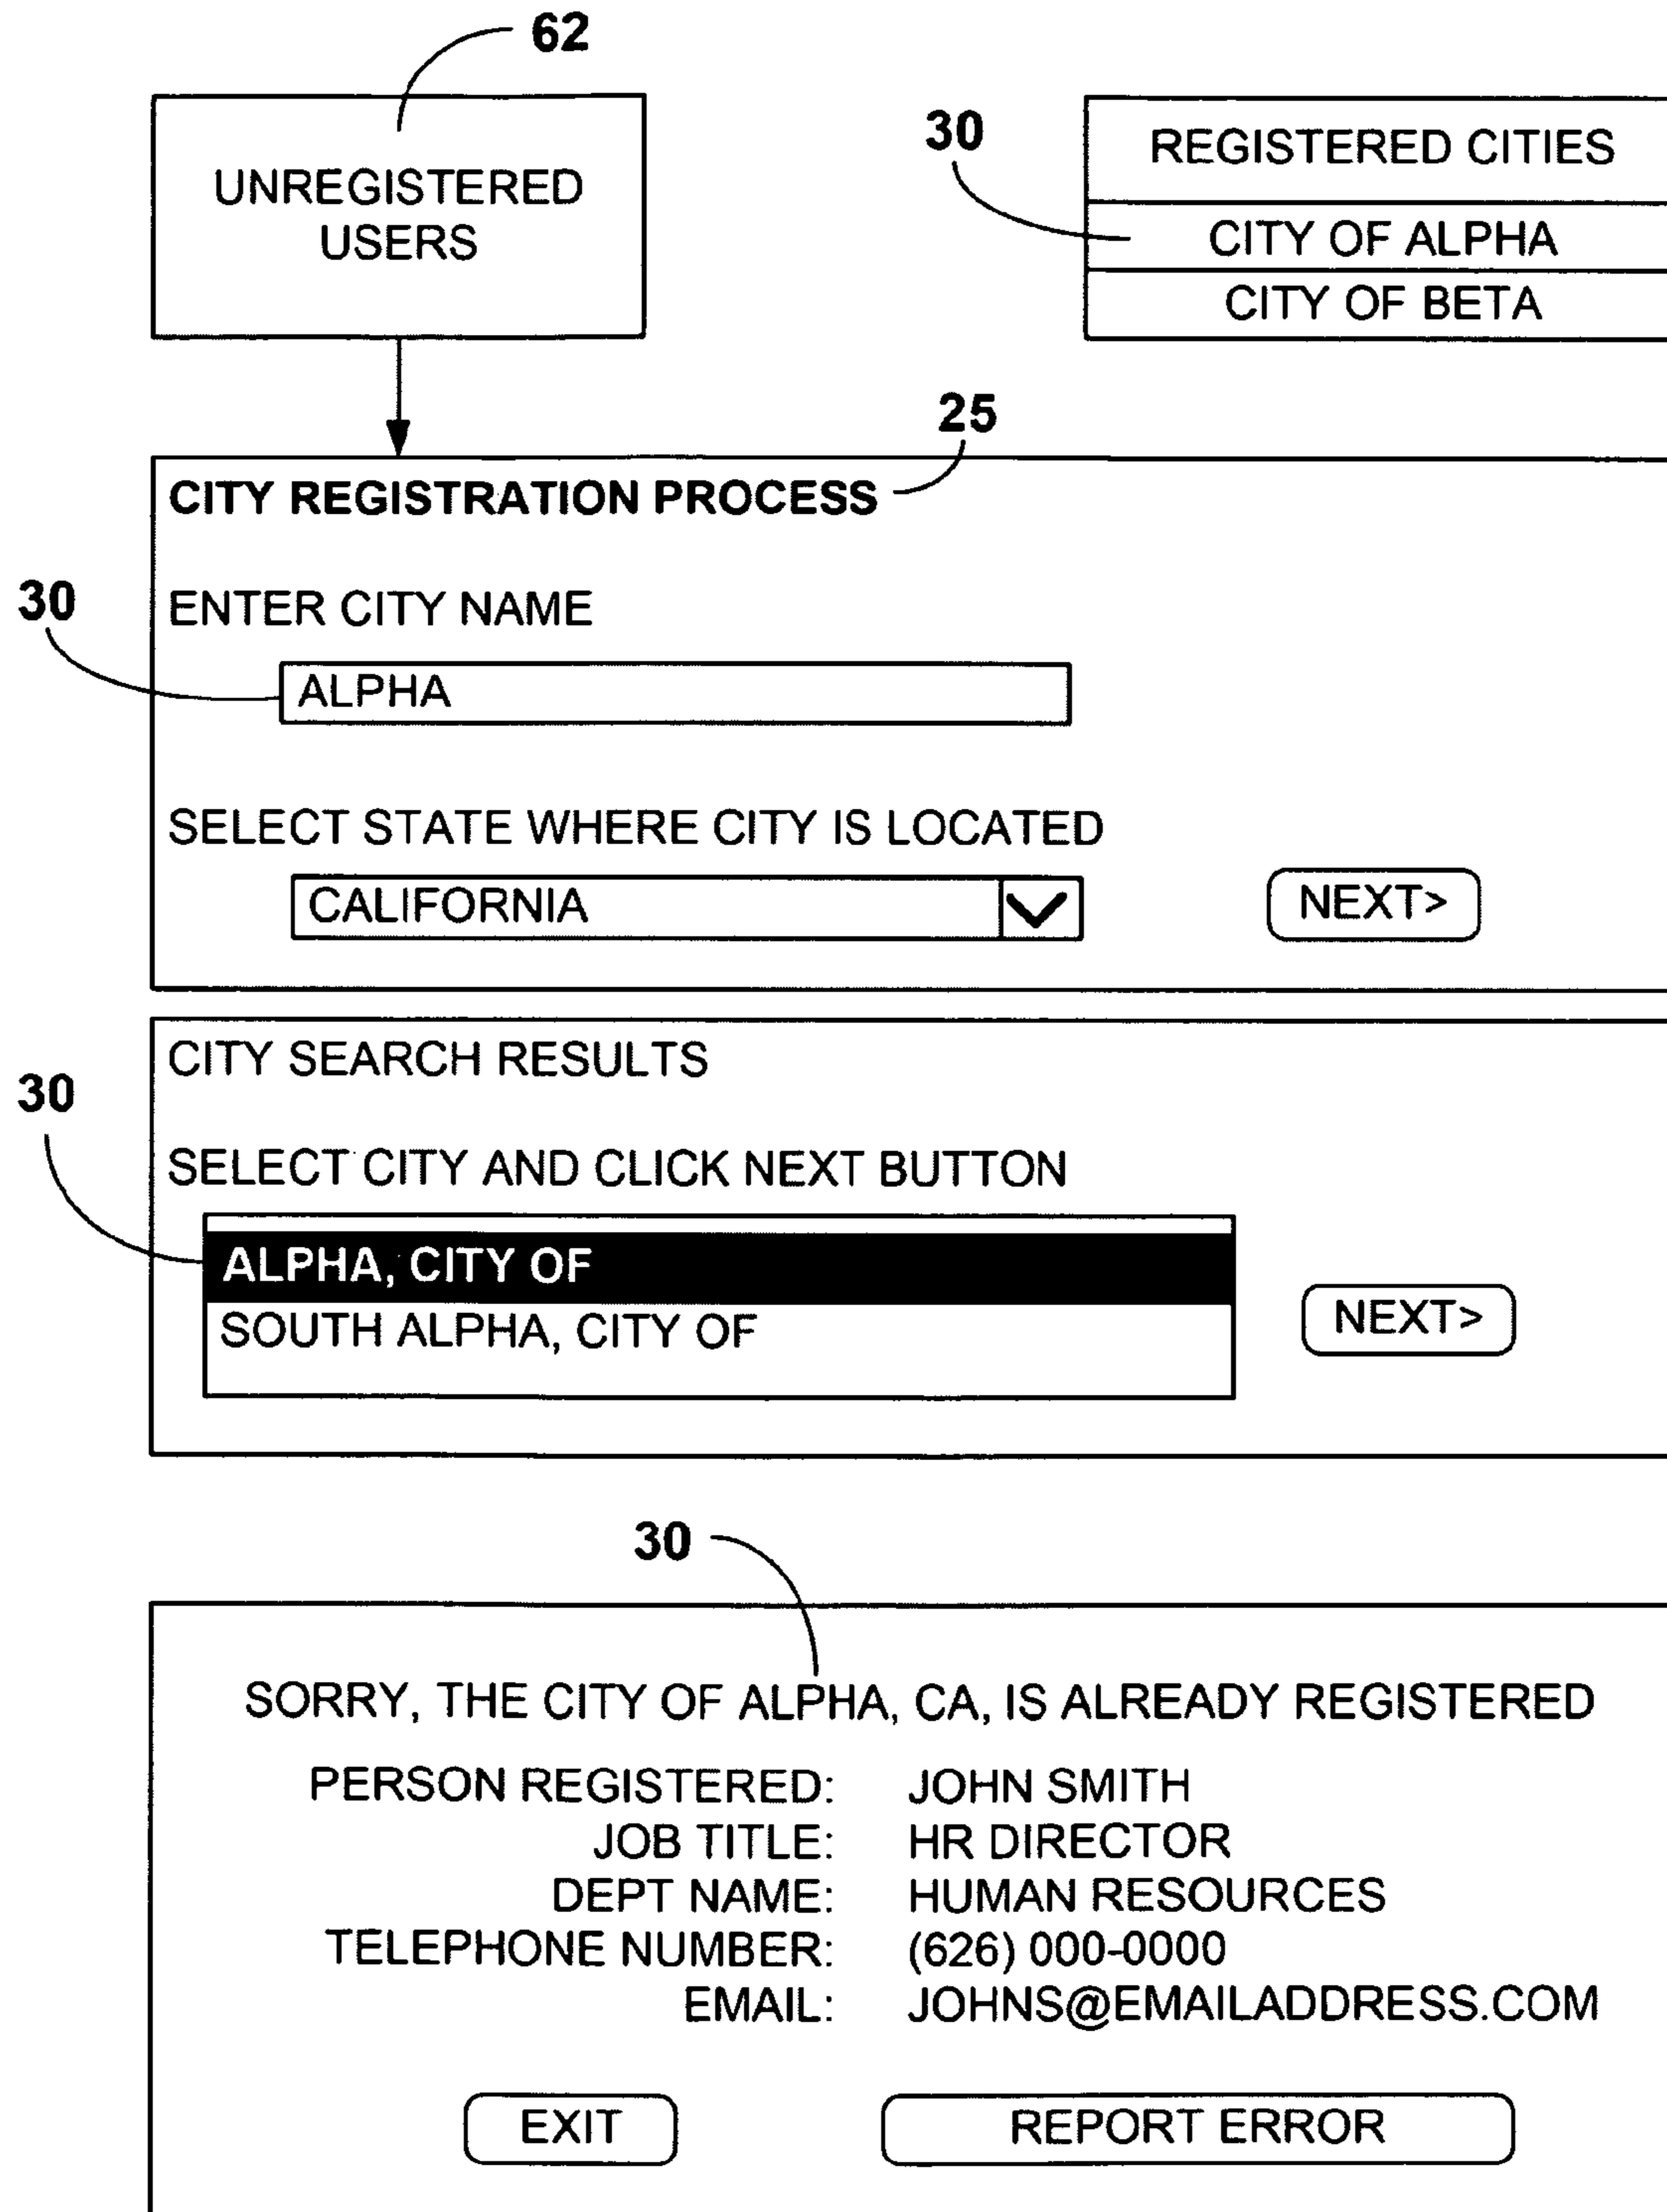 62
UNREGISTERED
USERS
30
REGISTERED CITIES
CITY OF ALPHA
CITY OF BETA
25
CITY REGISTRATION PROCESS
30
ENTER CITY NAME
ALPHA
SELECT STATE WHERE CITY IS LOCATED
CALIFORNIA
NEXT>
CITY SEARCH RESULTS
30
SELECT CITY AND CLICK NEXT BUTTON
ALPHA, CITY OF
SOUTH ALPHA, CITY OF
NEXT>
30
SORRY, THE CITY OF ALPHA, CA, IS ALREADY REGISTERED
PERSON REGISTERED: JOHN SMITH
JOB TITLE: HR DIRECTOR
DEPT NAME: HUMAN RESOURCES
TELEPHONE NUMBER: (626) 000-0000
EMAIL: JOHNS@EMAILADDRESS.COM
EXIT
REPORT ERROR